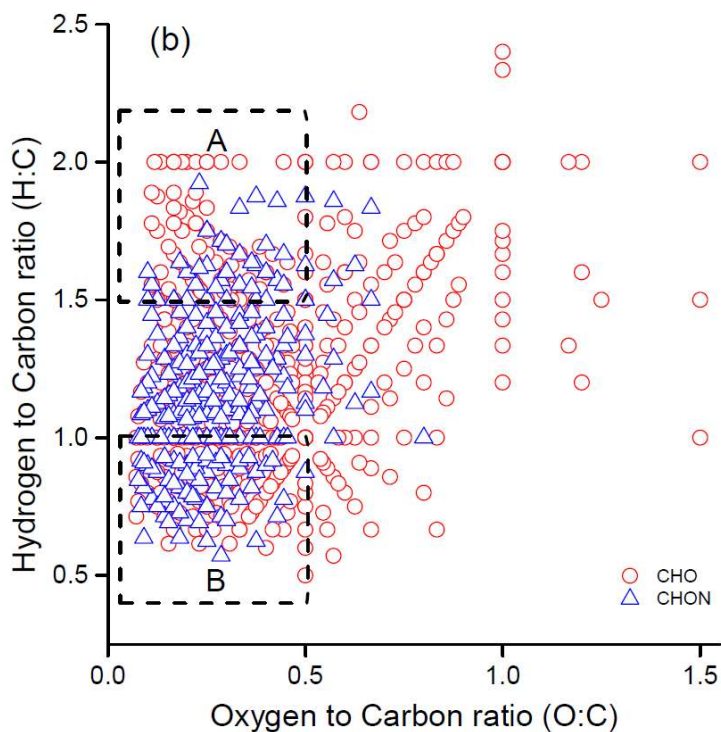 (b)
Hydrogen to Carbon ratio (H:C)
2.5
2.0
1.5
1.0
0.5
A
B
CHO
CHON
0.0 0.5 1.0 1.5
Oxygen to Carbon ratio (O:C)